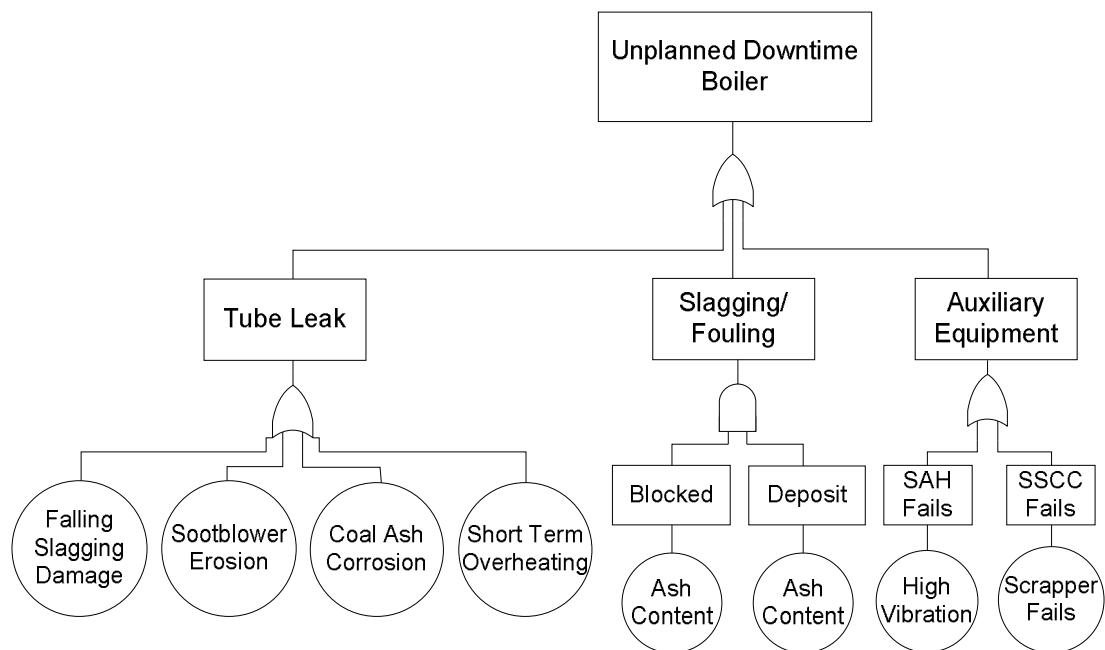 Unplanned Downtime
Boiler
Tube Leak
Slagging/
Fouling
Auxiliary
Equipment
Falling
Slagging
Damage
Sootblower
Erosion
Coal Ash
Corrosion
Short Term
Overheating
Blocked
Deposit
SAH
Fails
SSCC
Fails
Ash
Content
Ash
Content
High
Vibration
Scrapper
Fails